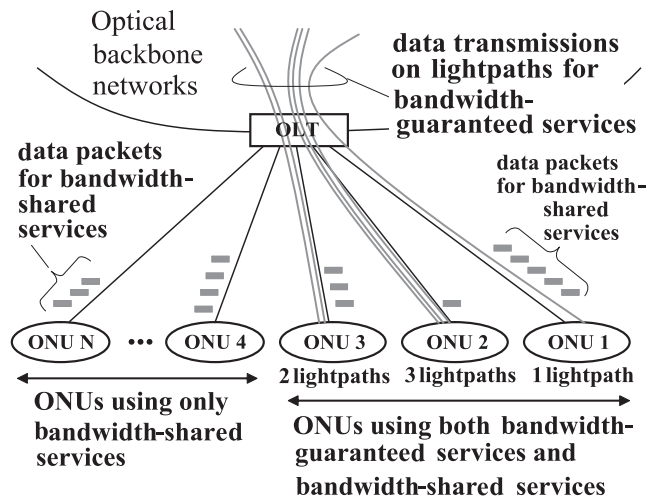 Optical
backbone
networks
data transmissions
on lightpaths for
bandwidth-
guaranteed services
OLT
data packets
for bandwidth-
shared
services
data packets
for bandwidth-
shared
services
ONU N
•••
ONU 4
ONU 3
ONU 2
ONU 1
2 lightpaths
3 lightpaths
1 lightpath
ONUs using only
bandwidth-shared
services
ONUs using both bandwidth-
guaranteed services and
bandwidth-shared services